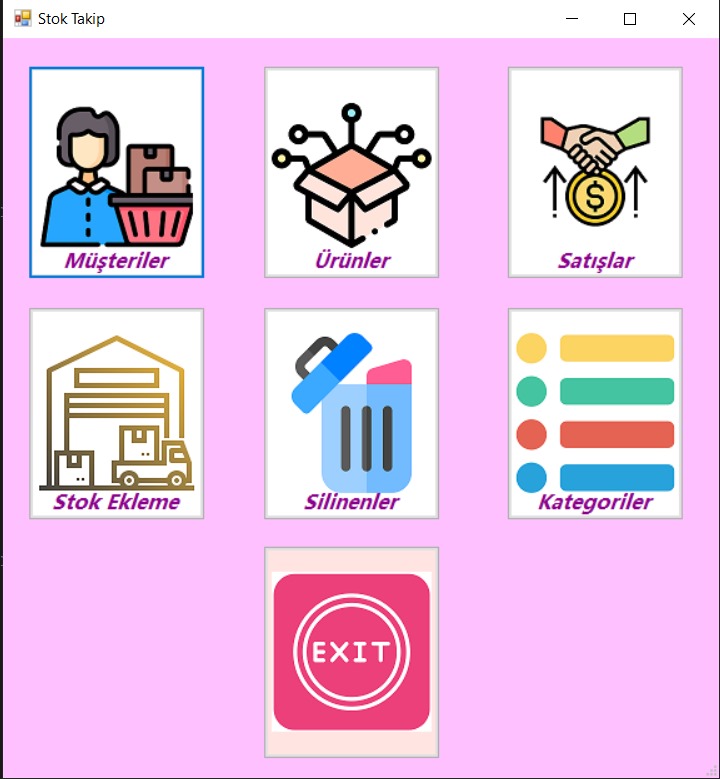 Stok Takip
Müşteriler
Ürünler
Satışlar
$
Stok Ekleme
Silinenler
Kategoriler
EXIT